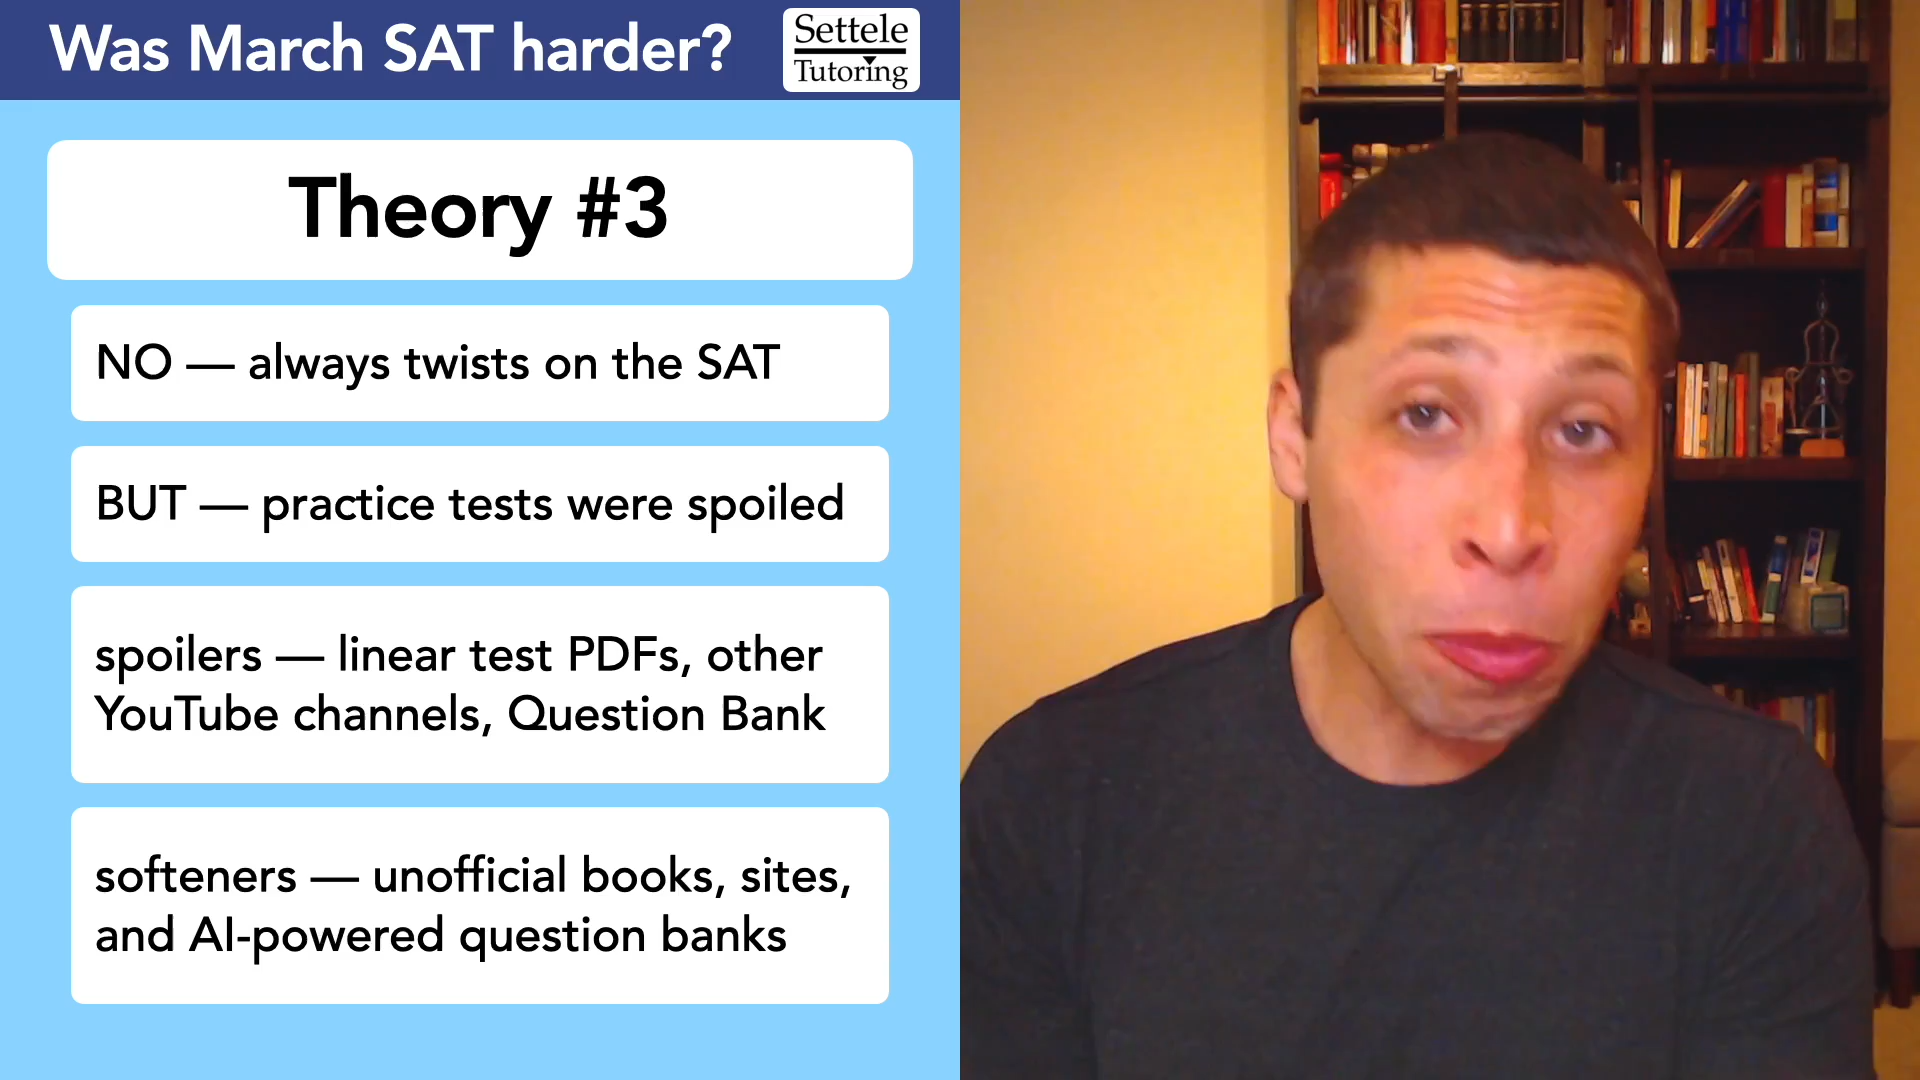 Was March SAT harder?
Settele
Tutoring
Theory #3
NO — always twists on the SAT
BUT — practice tests were spoiled
spoilers — linear test PDFs, other
YouTube channels, Question Bank
softeners — unofficial books, sites,
and AI-powered question banks